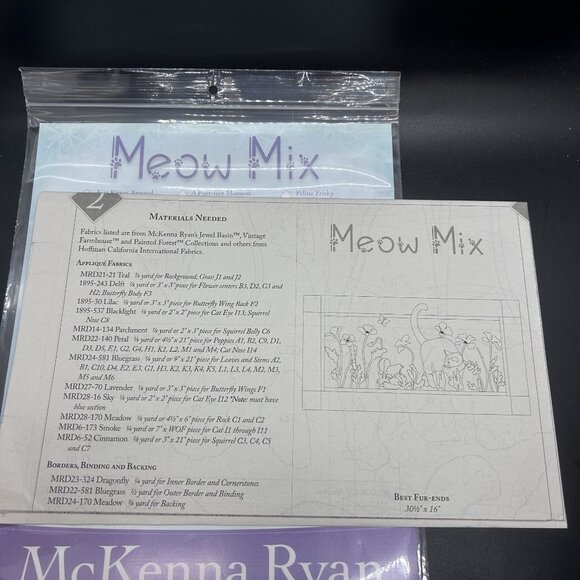 Meow Mix
A Purr-fect Moment
Feline Frisky
2
MATERIALS NEEDED
Fabrics listed are from McKenna Ryan's Jewel Basin™, Vintage
Farmhouse™ and Painted Forest™ Collections and others from
Hoffman California International Fabrics.
APPLIQUÉ FABRICS
MRD21-21 Teal ⅞ yard for Background, Grass J1 and J2
1895-243 Delft ⅛ yard or 3" x 3" piece for Flower centers B3, D2, G3 and
H2; Butterfly Body F3
1895-30 Lilac ⅛ yard or 3" x 3" piece for Butterfly Wing Back F2
1895-537 Blacklight ⅛ yard or 2" x 2" piece for Cat Eye I13; Squirrel
Nose C8
MRD14-134 Parchment ⅛ yard or 2" x 3" piece for Squirrel Belly C6
MRD22-140 Petal ⅛ yard or 4½" x 21" piece for Poppies A1, B2, C9, D1,
D3, D5, E1, G2, G4, H1, K1, L2, M1 and M4; Cat Nose I14
MRD24-581 Bluegrass ¼ yard or 9" x 21" piece for Leaves and Stems A2,
B1, C10, D4, E2, E3, G1, H3, K2, K3, K4, K5, L1, L3, L4, M2, M3,
M5 and M6
MRD27-70 Lavender ⅛ yard or 3" x 3" piece for Butterfly Wings F1
MRD28-16 Sky ⅛ yard or 2" x 2" piece for Cat Eye I12 *Note: must have
blue section
MRD28-170 Meadow ⅛ yard or 4½" x 6" piece for Rock C1 and C2
MRD6-173 Smoke ¼ yard or 7" x WOF piece for Cat I1 through I11
MRD6-52 Cinnamon ⅛ yard or 3" x 21" piece for Squirrel C3, C4, C5
and C7
BORDERS, BINDING AND BACKING
MRD23-324 Dragonfly ¼ yard for Inner Border and Cornerstones
MRD22-581 Bluegrass ½ yard for Outer Border and Binding
MRD24-170 Meadow ⅝ yard for Backing
Meow Mix
BEST FUR-ENDS
30½" x 16"
McKenna Ryan